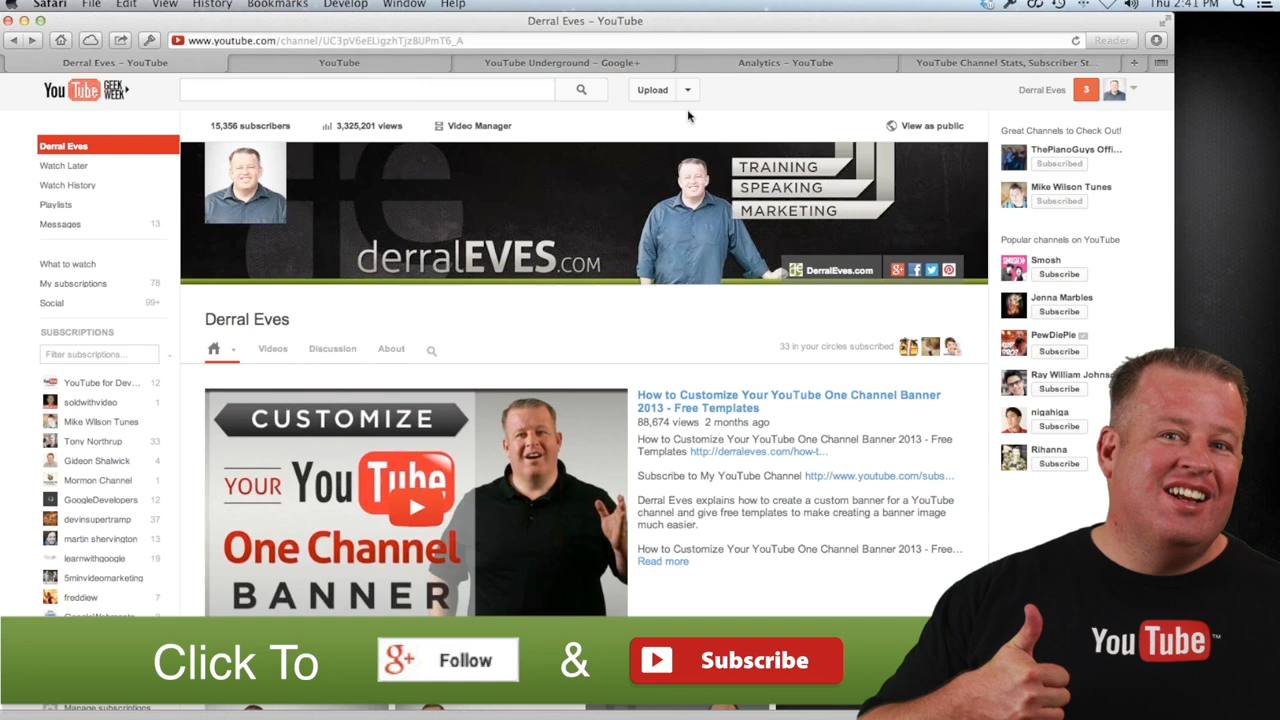 Safari File Edit View History Bookmarks Develop Window Help
Thu 2:41 PM
Derral Eves – YouTube
www.youtube.com/channel/UC3pV6eELigzhTjzBUPmT6_A
Reader
Derral Eves – YouTube
YouTube
YouTube Underground – Google+
Analytics – YouTube
YouTube Channel Stats, Subscriber St...
YouTube GEEK WEEK
Upload
Derral Eves
3
15,356 subscribers
3,325,201 views
Video Manager
View as public
Derral Eves
Watch Later
Watch History
Playlists
Messages 13
What to watch
My subscriptions 78
Social 99+
SUBSCRIPTIONS
Filter subscriptions...
YouTube for Dev... 12
soldwithvideo 1
Mike Wilson Tunes
Tony Northrup 33
Gideon Shalwick 4
Mormon Channel 1
GoogleDevelopers 2
devinsupertramp 37
martin shervington 13
learnwithgoogle 19
5minvideomarketing
freddiew 7
Manage subscriptions
TRAINING
SPEAKING
MARKETING
derralEVES.COM
DerralEves.com
Derral Eves
Videos
Discussion
About
33 in your circles subscribed
CUSTOMIZE
YOUR YouTube
One Channel
BANNER
How to Customize Your YouTube One Channel Banner
2013 - Free Templates
88,674 views 2 months ago
How to Customize Your YouTube One Channel Banner 2013 - Free
Templates http://derraleves.com/how-t...
Subscribe to My YouTube Channel http://www.youtube.com/subs...
Derral Eves explains how to create a custom banner for a YouTube
channel and give free templates to make creating a banner image
much easier.
How to Customize Your YouTube One Channel Banner 2013 - Free...
Read more
Great Channels to Check Out!
ThePianoGuys Offi...
Subscribed
Mike Wilson Tunes
Subscribed
Popular channels on YouTube
Smosh
Subscribe
Jenna Marbles
Subscribe
PewDiePie
Subscribe
Ray William Johns
Subscribe
nigahiga
Subscribe
Rihanna
Subscribe
Click To
g+ Follow
&
Subscribe
YouTube™